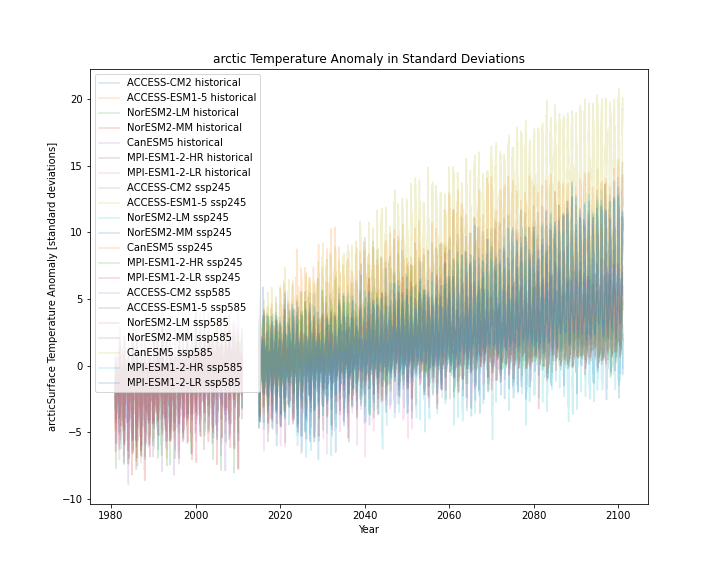 arctic Temperature Anomaly in Standard Deviations
ACCESS-CM2 historical
ACCESS-ESM1-5 historical
NorESM2-LM historical
NorESM2-MM historical
CanESM5 historical
MPI-ESM1-2-HR historical
MPI-ESM1-2-LR historical
ACCESS-CM2 ssp245
ACCESS-ESM1-5 ssp245
NorESM2-LM ssp245
NorESM2-MM ssp245
CanESM5 ssp245
MPI-ESM1-2-HR ssp245
MPI-ESM1-2-LR ssp245
ACCESS-CM2 ssp585
ACCESS-ESM1-5 ssp585
NorESM2-LM ssp585
NorESM2-MM ssp585
CanESM5 ssp585
MPI-ESM1-2-HR ssp585
MPI-ESM1-2-LR ssp585
arcticSurface Temperature Anomaly [standard deviations]
20
15
10
5
0
−5
−10
1980 2000 2020 2040 2060 2080 2100
Year